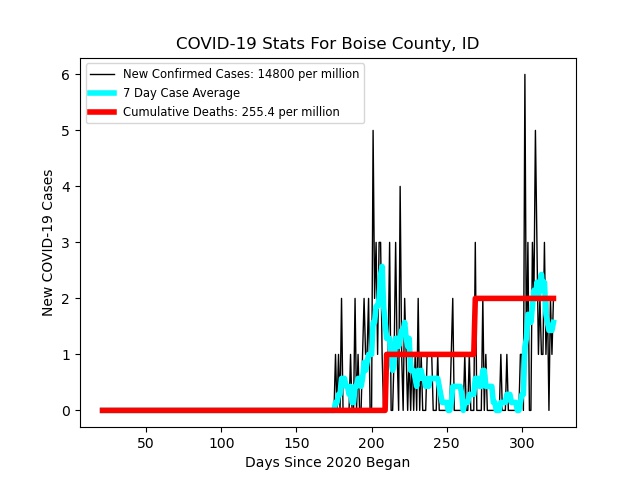 COVID-19 Stats For Boise County, ID
New Confirmed Cases: 14800 per million
7 Day Case Average
Cumulative Deaths: 255.4 per million
New COVID-19 Cases
6
5
4
3
2
1
0
50 100 150 200 250 300
Days Since 2020 Began